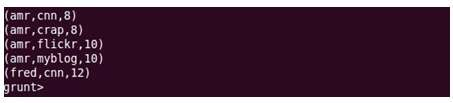 (amr,cnn,8)
(amr,crap,8)
(amr,flickr,10)
(amr,myblog,10)
(fred,cnn,12)
grunt>